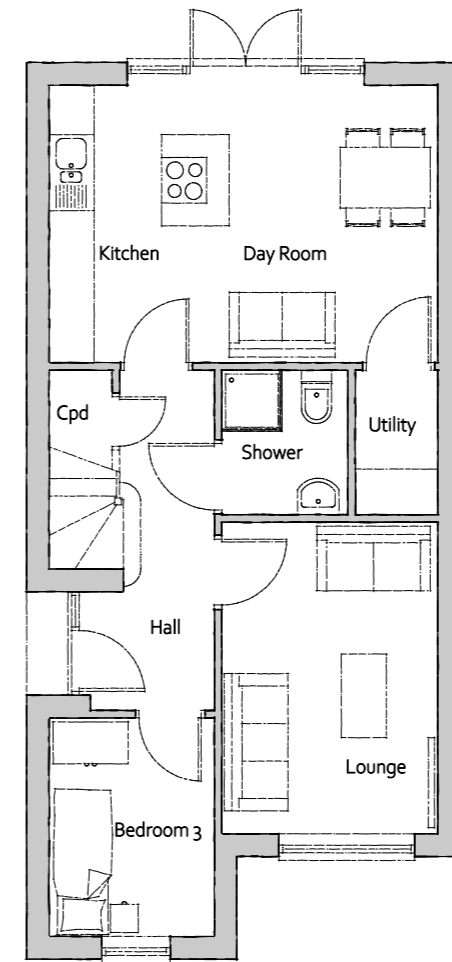 Kitchen
Day Room
Cpd
Utility
Shower
Hall
Lounge
Bedroom 3